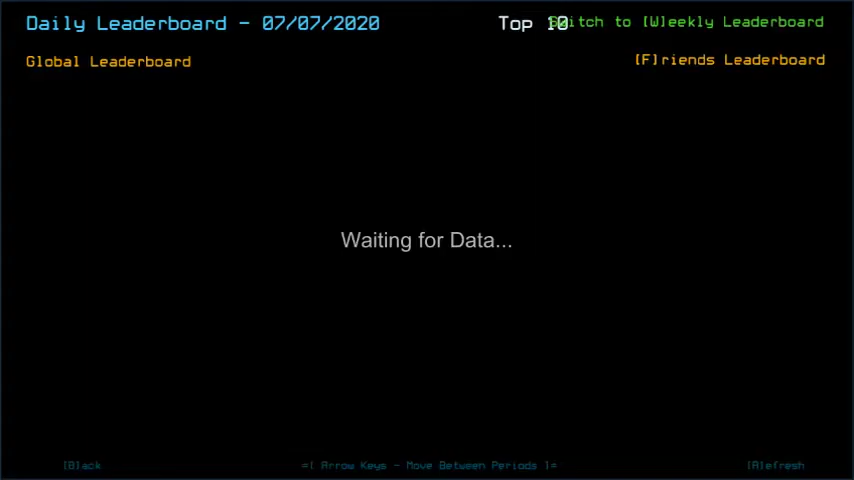 Daily Leaderboard - 07/07/2020
Top 10
Switch to [W]eekly Leaderboard
Global Leaderboard
[F]riends Leaderboard
Waiting for Data...
[B]ack
=[ Arrow Keys - Move Between Periods ]=
[R]efresh